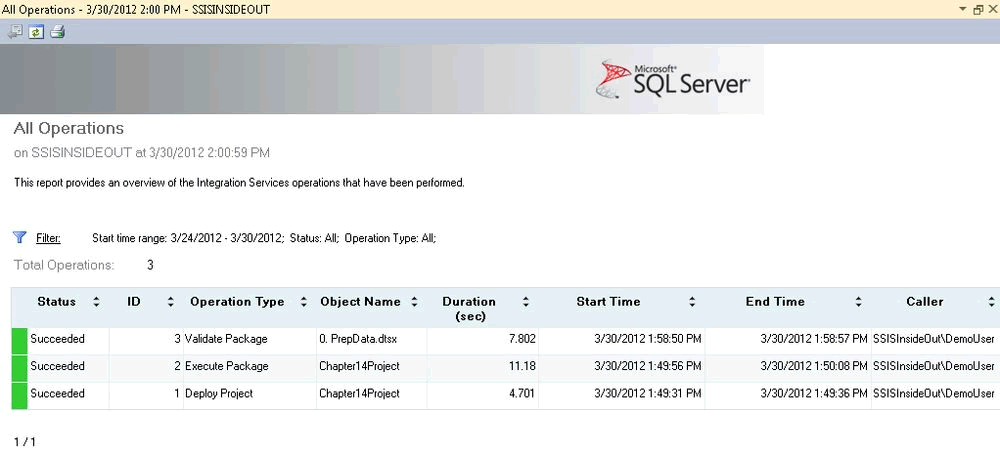 All Operations - 3/30/2012 2:00 PM - SSISINSIDEOUT
Microsoft®
SQL Server®
All Operations
on SSISINSIDEOUT at 3/30/2012 2:00:59 PM
This report provides an overview of the Integration Services operations that have been performed.
Filter: Start time range: 3/24/2012 - 3/30/2012; Status: All; Operation Type: All;
Total Operations: 3
Status ID Operation Type Object Name Duration (sec) Start Time End Time Caller
Succeeded 3 Validate Package 0. PrepData.dtsx 7.802 3/30/2012 1:58:50 PM 3/30/2012 1:58:57 PM SSISInsideOut\DemoUser
Succeeded 2 Execute Package Chapter14Project 11.18 3/30/2012 1:49:56 PM 3/30/2012 1:50:08 PM SSISInsideOut\DemoUser
Succeeded 1 Deploy Project Chapter14Project 4.701 3/30/2012 1:49:31 PM 3/30/2012 1:49:36 PM SSISInsideOut\DemoUser
1 / 1